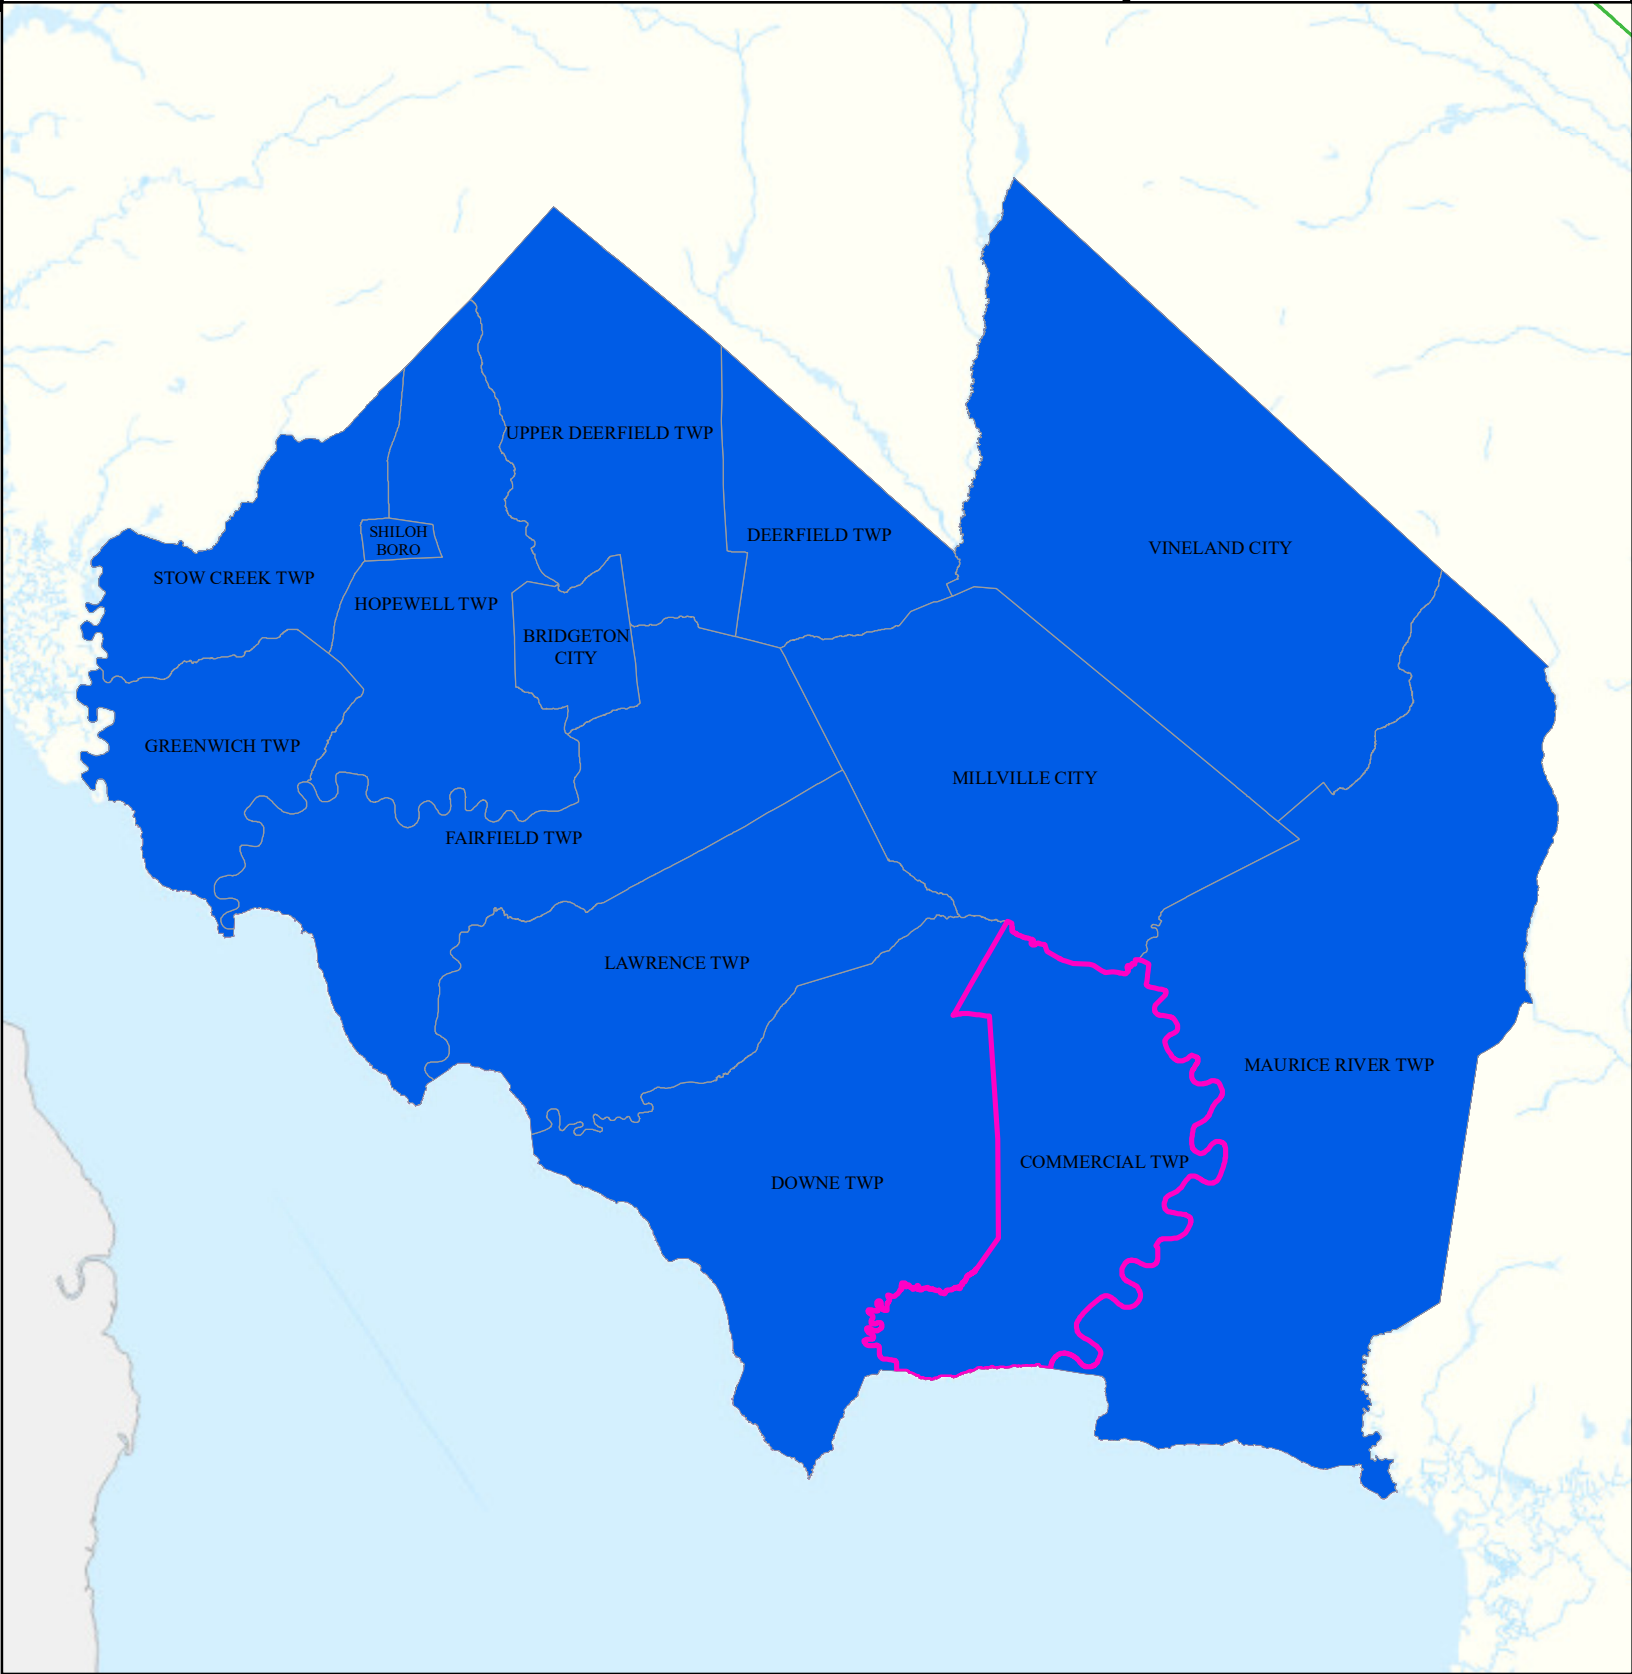 UPPER DEERFIELD TWP
SHILOH
BORO
DEERFIELD TWP
VINELAND CITY
STOW CREEK TWP
HOPEWELL TWP
BRIDGETON
CITY
GREENWICH TWP
MILLVILLE CITY
FAIRFIELD TWP
LAWRENCE TWP
MAURICE RIVER TWP
COMMERCIAL TWP
DOWNE TWP